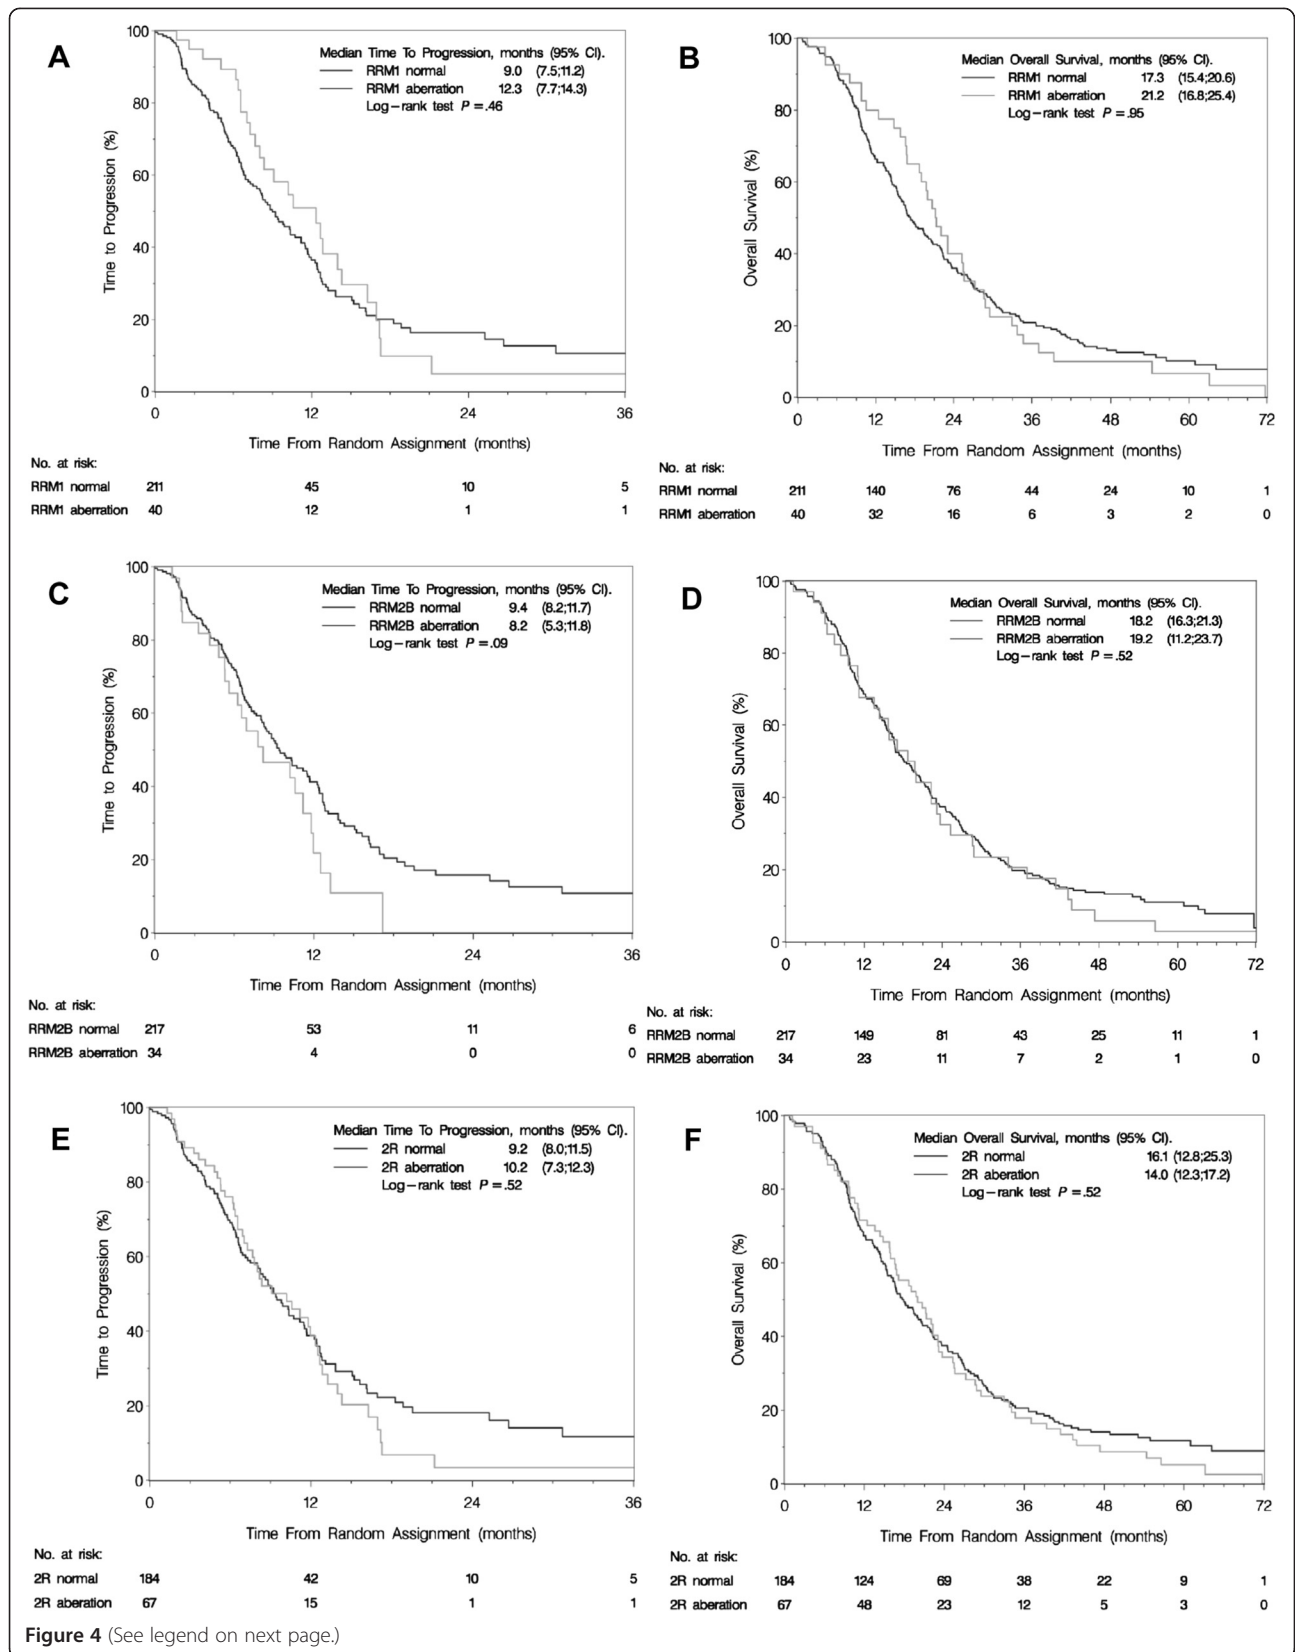 A
100
80
60
40
20
0
Time to Progression (%)
Median Time To Progression, months (95% CI).
RRM1 normal 9.0 (7.5;11.2)
RRM1 aberration 12.3 (7.7;14.3)
Log–rank test P =.46
0 12 24 36
Time From Random Assignment (months)
No. at risk:
RRM1 normal 211 45 10 5
RRM1 aberration 40 12 1 1
B
100
80
60
40
20
0
Overall Survival (%)
Median Overall Survival, months (95% CI).
RRM1 normal 17.3 (15.4;20.6)
RRM1 aberration 21.2 (16.8;25.4)
Log–rank test P =.95
0 12 24 36 48 60 72
Time From Random Assignment (months)
No. at risk:
RRM1 normal 211 140 76 44 24 10 1
RRM1 aberration 40 32 16 6 3 2 0
C
100
80
60
40
20
0
Time to Progression (%)
Median Time To Progression, months (95% CI).
RRM2B normal 9.4 (8.2;11.7)
RRM2B aberration 8.2 (5.3;11.8)
Log–rank test P =.09
0 12 24 36
Time From Random Assignment (months)
No. at risk:
RRM2B normal 217 53 11 6
RRM2B aberration 34 4 0 0
D
100
80
60
40
20
0
Overall Survival (%)
Median Overall Survival, months (95% CI).
RRM2B normal 18.2 (16.3;21.3)
RRM2B aberration 19.2 (11.2;23.7)
Log–rank test P =.52
0 12 24 36 48 60 72
Time From Random Assignment (months)
No. at risk:
RRM2B normal 217 149 81 43 25 11 1
RRM2B aberration 34 23 11 7 2 1 0
E
100
80
60
40
20
0
Time to Progression (%)
Median Time To Progression, months (95% CI).
2R normal 9.2 (8.0;11.5)
2R aberration 10.2 (7.3;12.3)
Log–rank test P =.52
0 12 24 36
Time From Random Assignment (months)
No. at risk:
2R normal 184 42 10 5
2R aberration 67 15 1 1
F
100
80
60
40
20
0
Overall Survival (%)
Median Overall Survival, months (95% CI).
2R normal 16.1 (12.8;25.3)
2R aberation 14.0 (12.3;17.2)
Log–rank test P =.52
0 12 24 36 48 60 72
Time From Random Assignment (months)
No. at risk:
2R normal 184 124 69 38 22 9 1
2R aberation 67 48 23 12 5 3 0
Figure 4 (See legend on next page.)